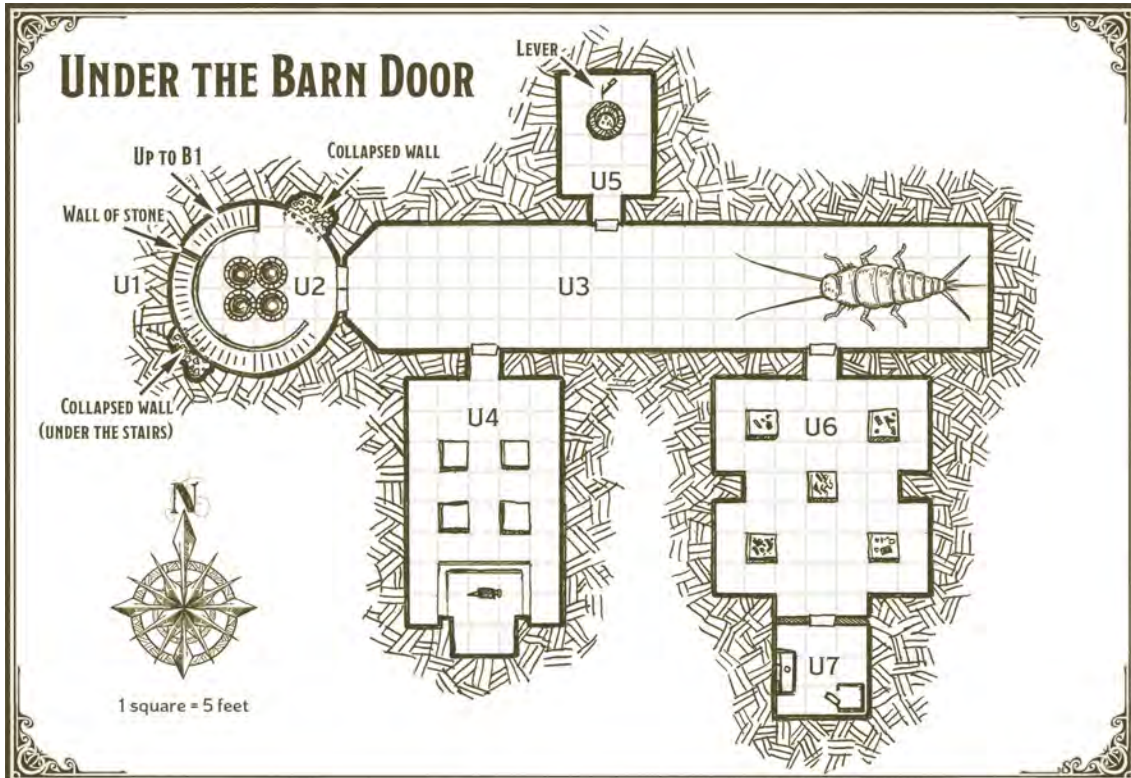 LEVER
UNDER THE BARN DOOR
UP TO B1
COLLAPSED WALL
U5
WALL OF STONE
U1
U2
U3
COLLAPSED WALL
(UNDER THE STAIRS)
U4
U6
N
U7
1 square = 5 feet